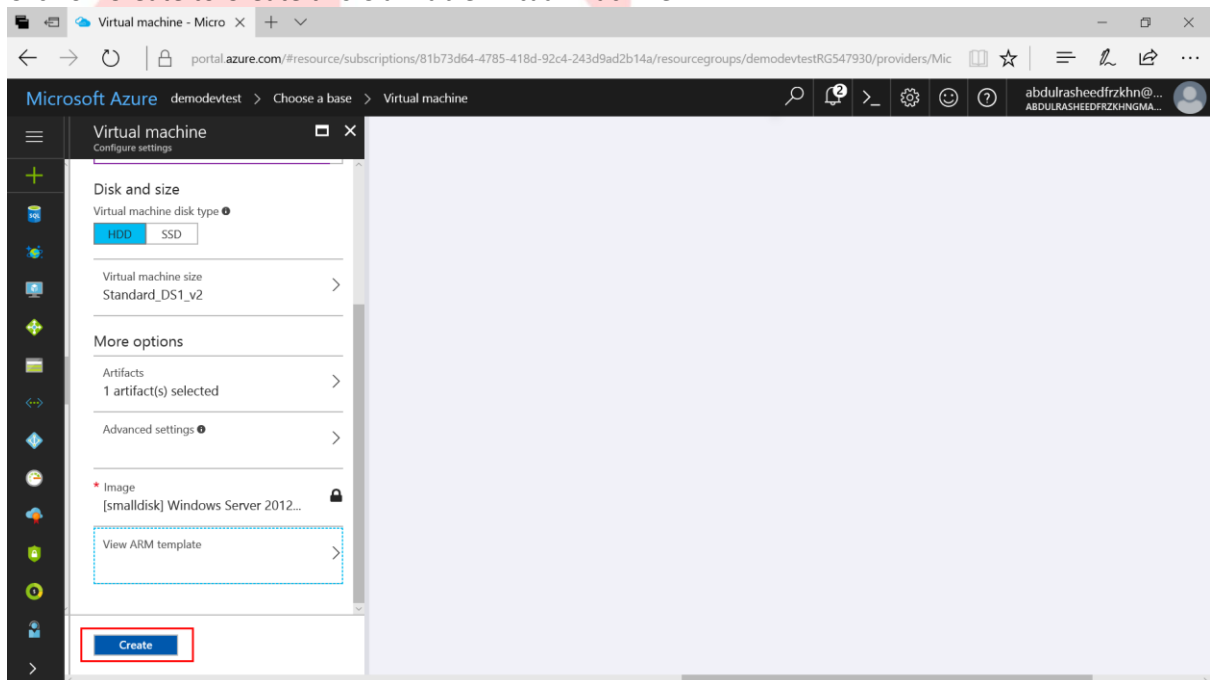 Virtual machine - Micro
portal.azure.com/#resource/subscriptions/81b73d64-4785-418d-92c4-243d9ad2b14a/resourcegroups/demodevtestRG547930/providers/Mic
Microsoft Azure demodevtest > Choose a base > Virtual machine
2
abdulrasheedfrzkhn@...
ABDULRASHEEDFRZKHNGMA...
Virtual machine
Configure settings
Disk and size
Virtual machine disk type
HDD SSD
Virtual machine size
Standard_DS1_v2
More options
Artifacts
1 artifact(s) selected
Advanced settings
* Image
[smalldisk] Windows Server 2012...
View ARM template
Create